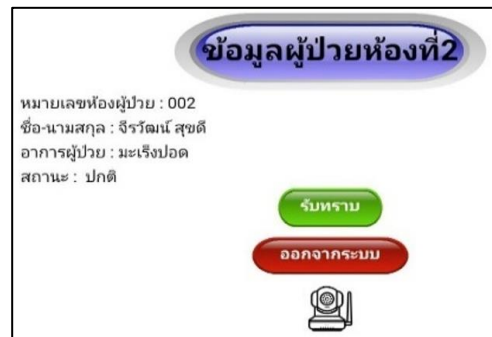 ข้อมูลผู้ป่วยห้องที่2
หมายเลขห้องผู้ป่วย : 002
ชื่อ-นามสกุล : จีรวัฒน์ สุขดี
อาการผู้ป่วย : มะเร็งปอด
สถานะ : ปกติ
รับทราบ
ออกจากระบบ